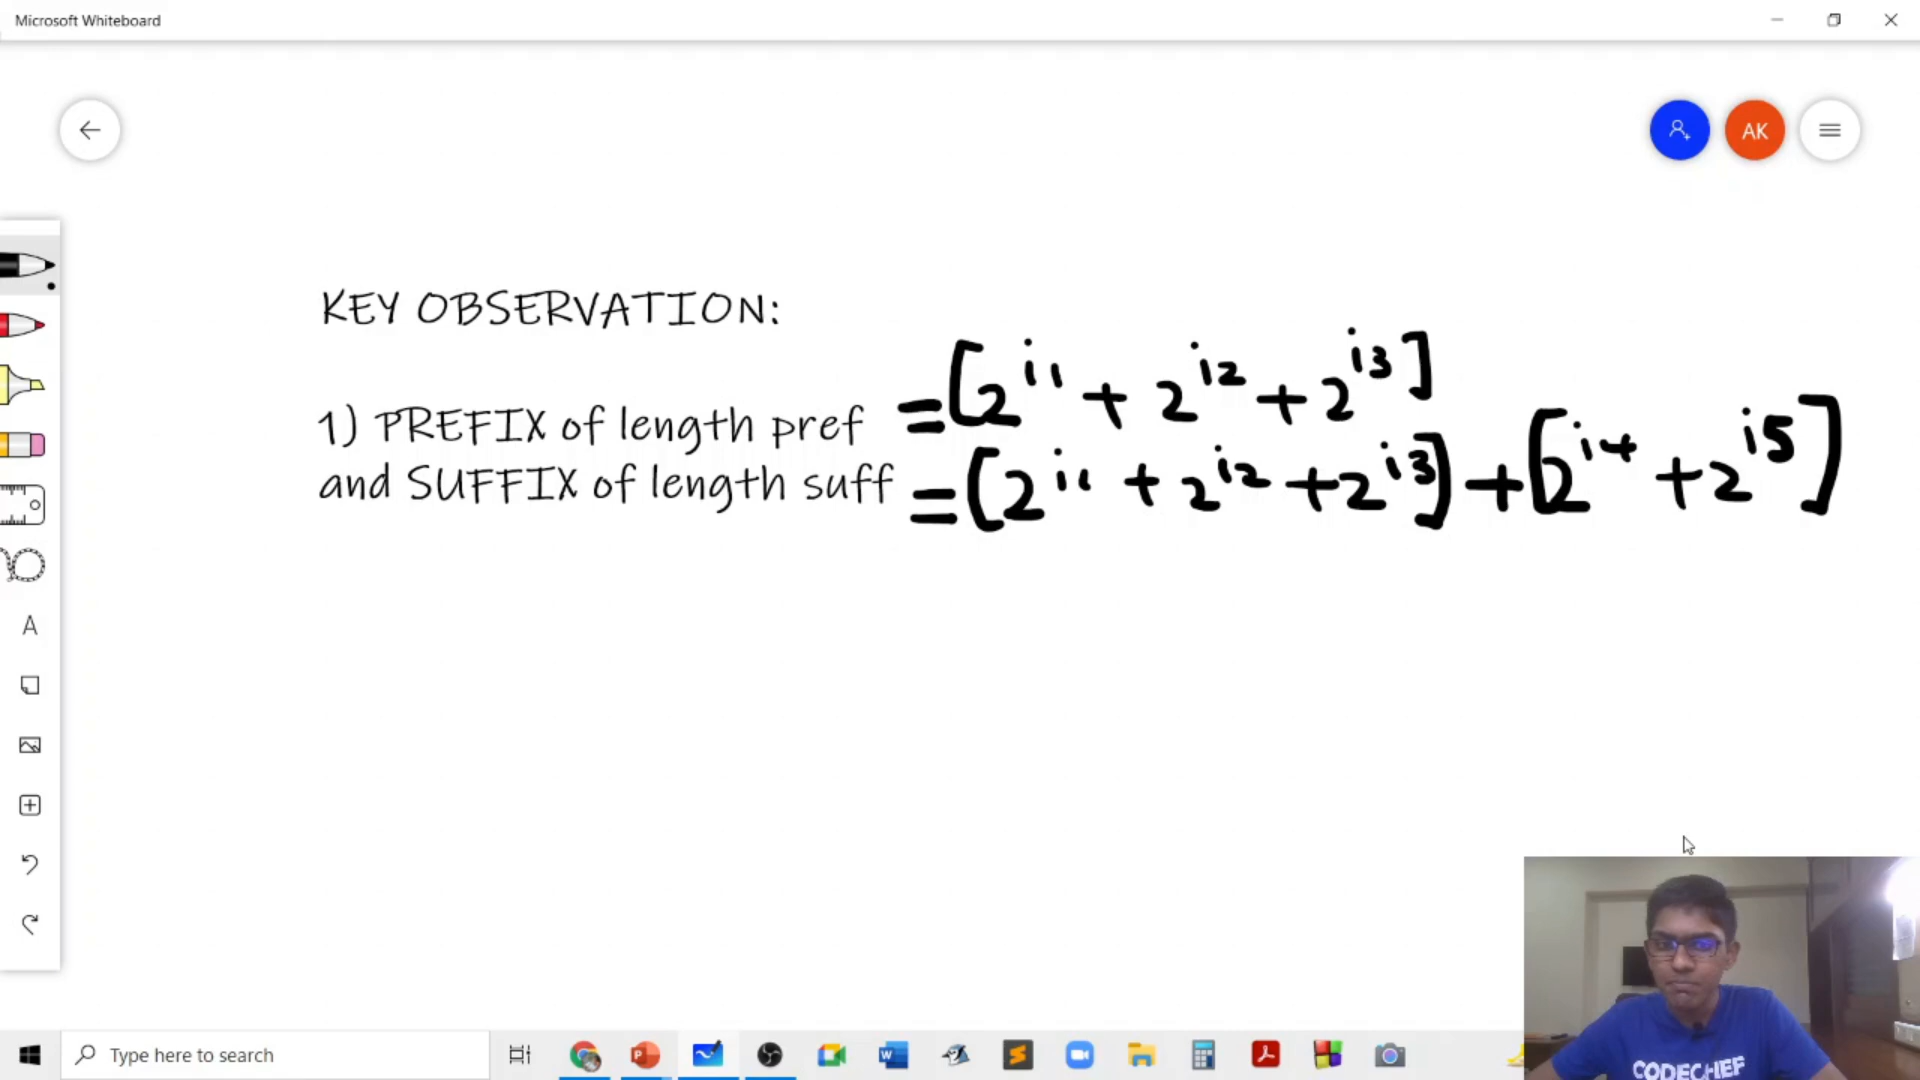 Microsoft Whiteboard
AK
KEY OBSERVATION:
1) PREFIX of length pref = [2^i1 + 2^i2 + 2^i3]
and SUFFIX of length suff = [2^i1 + 2^i2 + 2^i3] + [2^i4 + 2^i5]
A
Type here to search
CODECHEF